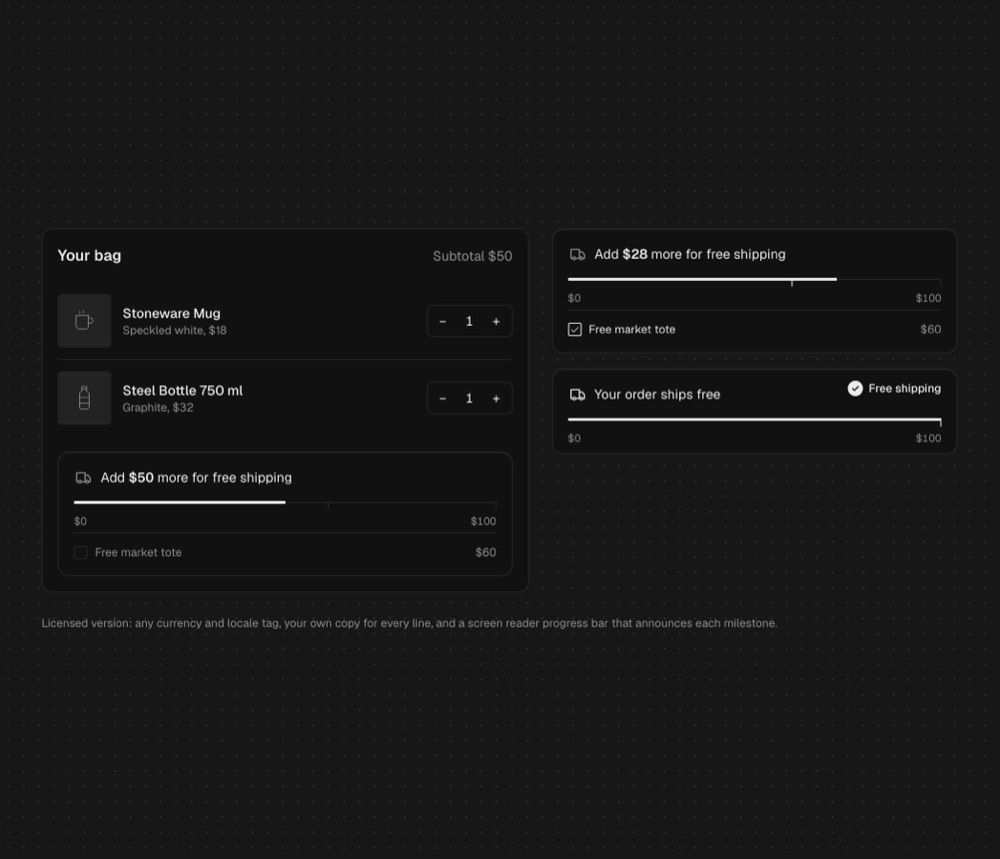 Your bag
Subtotal $50
Stoneware Mug
Speckled white, $18
− 1 +
Steel Bottle 750 ml
Graphite, $32
− 1 +
Add $50 more for free shipping
$0
$100
Free market tote
$60
Add $28 more for free shipping
$0
$100
Free market tote
$60
Your order ships free
Free shipping
$0
$100
Licensed version: any currency and locale tag, your own copy for every line, and a screen reader progress bar that announces each milestone.